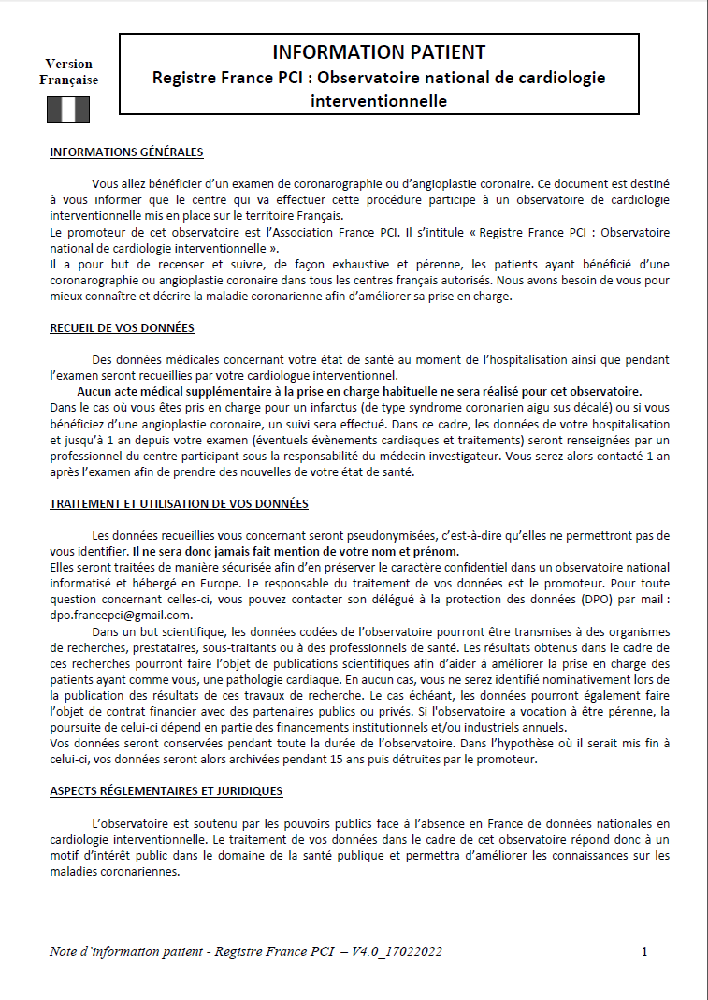 Version
Française
INFORMATION PATIENT
Registre France PCI : Observatoire national de cardiologie
interventionnelle
INFORMATIONS GÉNÉRALES
Vous allez bénéficier d’un examen de coronarographie ou d’angioplastie coronaire. Ce document est destiné
à vous informer que le centre qui va effectuer cette procédure participe à un observatoire de cardiologie
interventionnelle mis en place sur le territoire Français.
Le promoteur de cet observatoire est l’Association France PCI. Il s’intitule « Registre France PCI : Observatoire
national de cardiologie interventionnelle ».
Il a pour but de recenser et suivre, de façon exhaustive et pérenne, les patients ayant bénéficié d’une
coronarographie ou angioplastie coronaire dans tous les centres français autorisés. Nous avons besoin de vous pour
mieux connaître et décrire la maladie coronarienne afin d’améliorer sa prise en charge.
RECUEIL DE VOS DONNÉES
Des données médicales concernant votre état de santé au moment de l’hospitalisation ainsi que pendant
l’examen seront recueillies par votre cardiologue interventionnel.
Aucun acte médical supplémentaire à la prise en charge habituelle ne sera réalisé pour cet observatoire.
Dans le cas où vous êtes pris en charge pour un infarctus (de type syndrome coronarien aigu sus décalé) ou si vous
bénéficiez d’une angioplastie coronaire, un suivi sera effectué. Dans ce cadre, les données de votre hospitalisation
et jusqu’à 1 an depuis votre examen (éventuels évènements cardiaques et traitements) seront renseignées par un
professionnel du centre participant sous la responsabilité du médecin investigateur. Vous serez alors contacté 1 an
après l’examen afin de prendre des nouvelles de votre état de santé.
TRAITEMENT ET UTILISATION DE VOS DONNÉES
Les données recueillies vous concernant seront pseudonymisées, c’est-à-dire qu’elles ne permettront pas de
vous identifier. Il ne sera donc jamais fait mention de votre nom et prénom.
Elles seront traitées de manière sécurisée afin d’en préserver le caractère confidentiel dans un observatoire national
informatisé et hébergé en Europe. Le responsable du traitement de vos données est le promoteur. Pour toute
question concernant celles-ci, vous pouvez contacter son délégué à la protection des données (DPO) par mail :
dpo.francepci@gmail.com.
Dans un but scientifique, les données codées de l’observatoire pourront être transmises à des organismes
de recherches, prestataires, sous-traitants ou à des professionnels de santé. Les résultats obtenus dans le cadre de
ces recherches pourront faire l’objet de publications scientifiques afin d’aider à améliorer la prise en charge des
patients ayant comme vous, une pathologie cardiaque. En aucun cas, vous ne serez identifié nominativement lors de
la publication des résultats de ces travaux de recherche. Le cas échéant, les données pourront également faire
l’objet de contrat financier avec des partenaires publics ou privés. Si l'observatoire a vocation à être pérenne, la
poursuite de celui-ci dépend en partie des financements institutionnels et/ou industriels annuels.
Vos données seront conservées pendant toute la durée de l’observatoire. Dans l’hypothèse où il serait mis fin à
celui-ci, vos données seront alors archivées pendant 15 ans puis détruites par le promoteur.
ASPECTS RÉGLEMENTAIRES ET JURIDIQUES
L’observatoire est soutenu par les pouvoirs publics face à l’absence en France de données nationales en
cardiologie interventionnelle. Le traitement de vos données dans le cadre de cet observatoire répond donc à un
motif d’intérêt public dans le domaine de la santé publique et permettra d’améliorer les connaissances sur les
maladies coronariennes.
Note d’information patient - Registre France PCI – V4.0_17022022
1